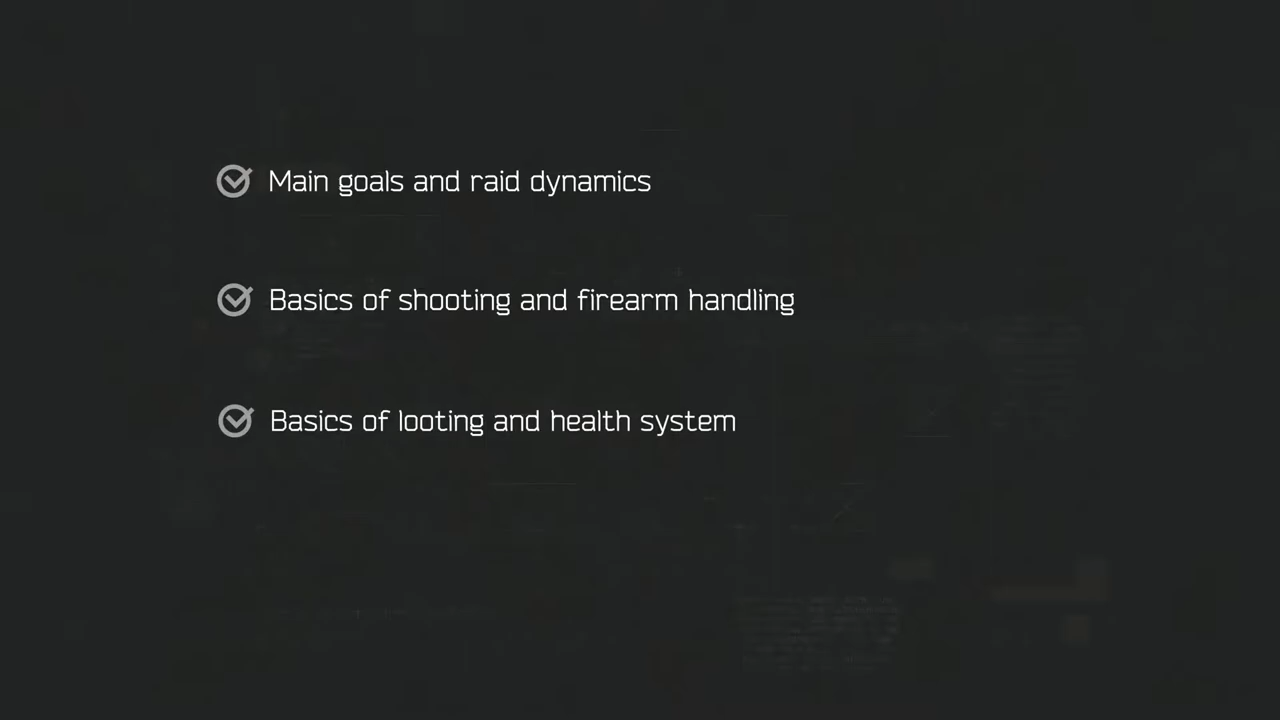 Main goals and raid dynamics
Basics of shooting and firearm handling
Basics of looting and health system